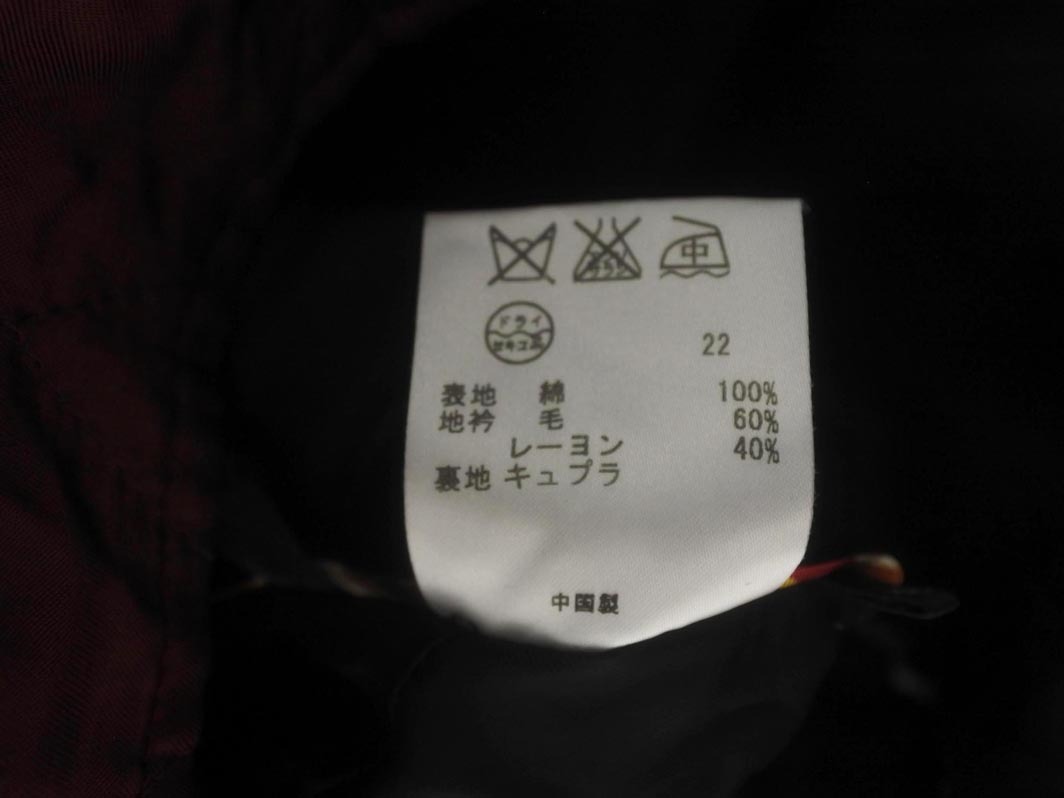 中
ドライ
セキユ系
22
表地 綿 100%
地衿 毛 60%
レーヨン 40%
裏地 キュプラ
中国製